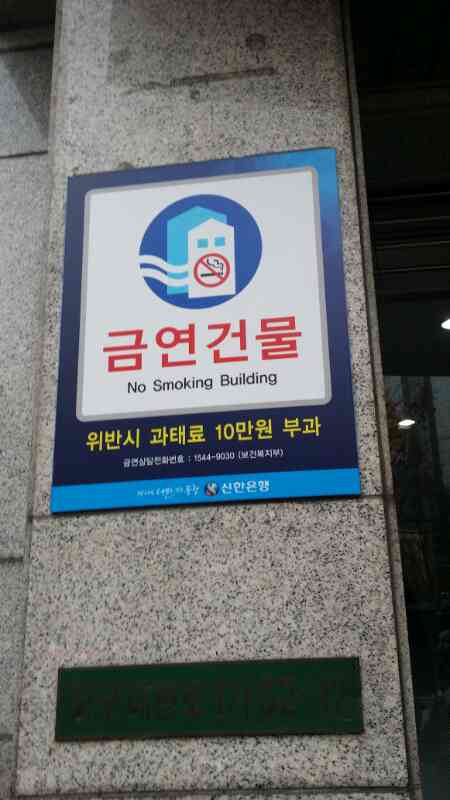 금연건물
No Smoking Building
위반시 과태료 10만원 부과
금연상담전화번호 : 1544-9030 (보건복지부)
신한은행